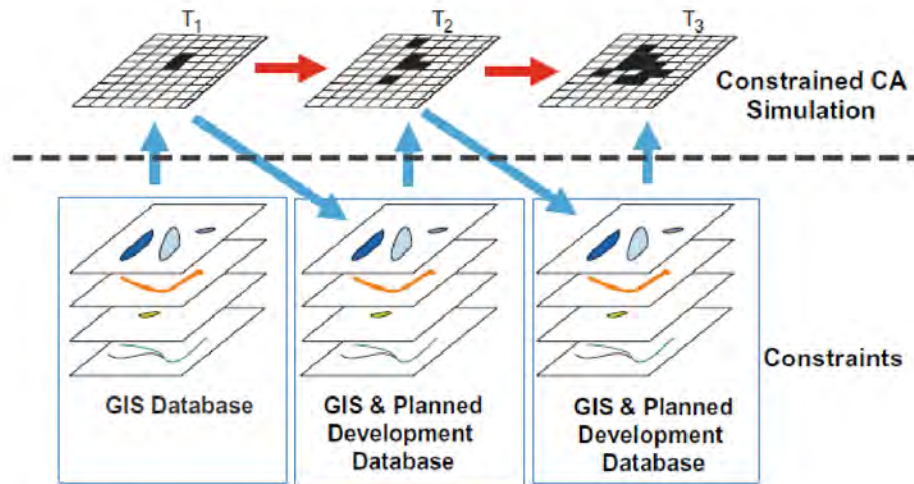 T1
T2
T3
Constrained CA
Simulation
GIS Database
GIS & Planned
Development
Database
GIS & Planned
Development
Database
Constraints